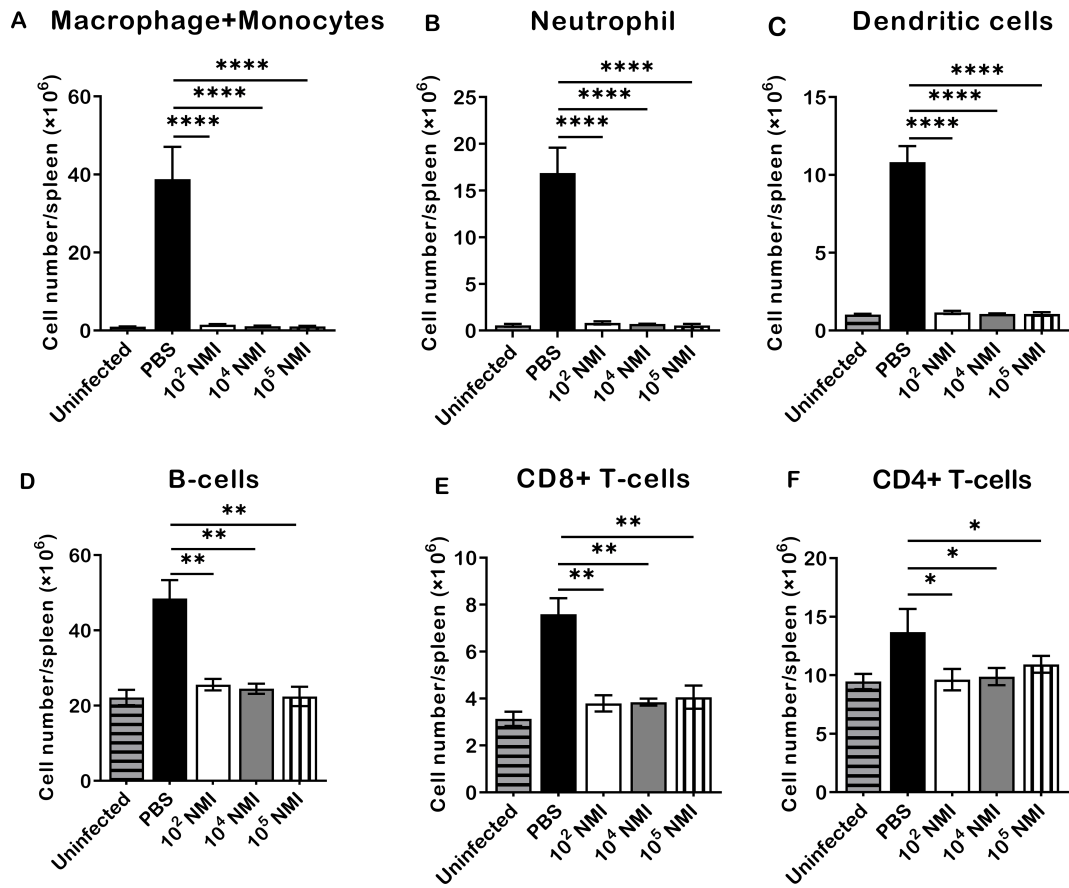 A Macrophage+Monocytes
Cell number/spleen (×10⁶)
60
40
20
0
****
****
****
Uninfected
PBS
10² NMI
10⁴ NMI
10⁵ NMI
B Neutrophil
Cell number/spleen (×10⁶)
25
20
15
10
5
0
****
****
****
Uninfected
PBS
10² NMI
10⁴ NMI
10⁵ NMI
C Dendritic cells
Cell number/spleen (×10⁶)
15
10
5
0
****
****
****
Uninfected
PBS
10² NMI
10⁴ NMI
10⁵ NMI
D B-cells
Cell number/spleen (×10⁶)
60
40
20
0
**
**
**
Uninfected
PBS
10² NMI
10⁴ NMI
10⁵ NMI
E CD8+ T-cells
Cell number/spleen (×10⁶)
10
8
6
4
2
0
**
**
**
Uninfected
PBS
10² NMI
10⁴ NMI
10⁵ NMI
F CD4+ T-cells
Cell number/spleen (×10⁶)
20
15
10
5
0
*
*
*
Uninfected
PBS
10² NMI
10⁴ NMI
10⁵ NMI